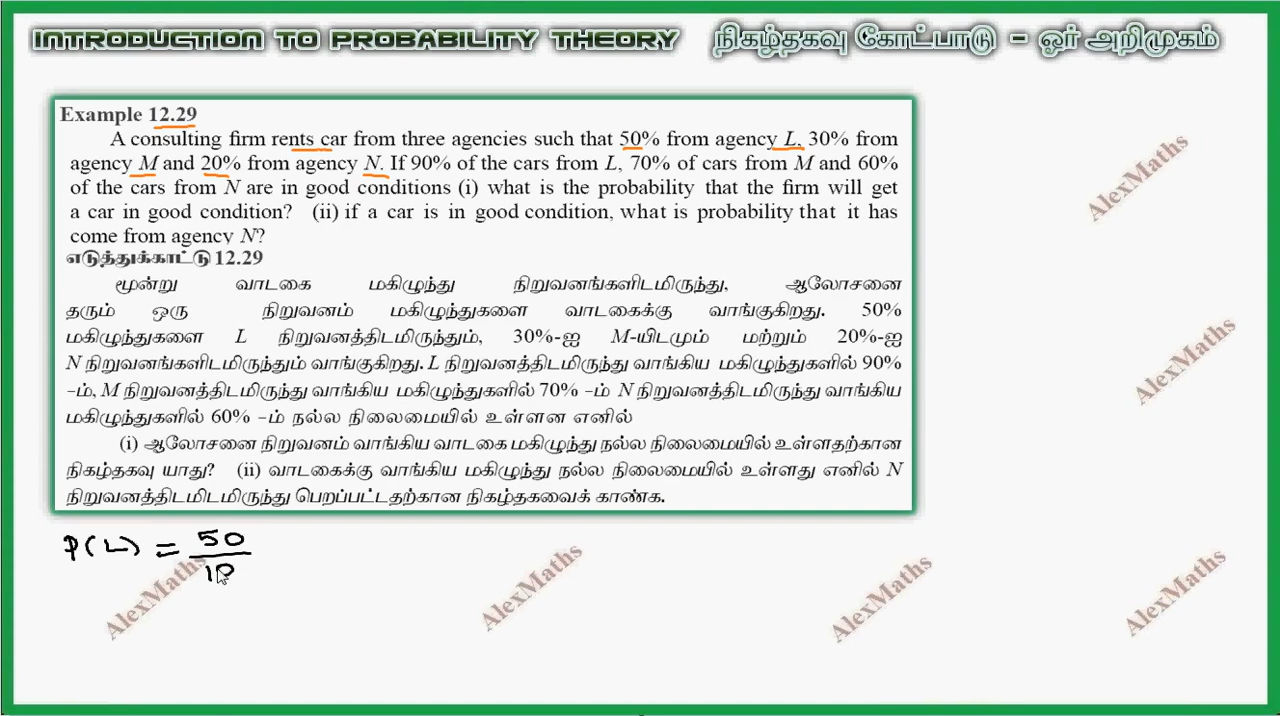 INTRODUCTION TO PROBABILITY THEORY நிகழ்தகவு கோட்பாடு - ஓர் அறிமுகம்
Example 12.29
A consulting firm rents car from three agencies such that 50% from agency L, 30% from
agency M and 20% from agency N. If 90% of the cars from L, 70% of cars from M and 60%
of the cars from N are in good conditions (i) what is the probability that the firm will get
a car in good condition? (ii) if a car is in good condition, what is probability that it has
come from agency N?
எடுத்துக்காட்டு 12.29
மூன்று வாடகை மகிழுந்து நிறுவனங்களிடமிருந்து, ஆலோசனை
தரும் ஒரு நிறுவனம் மகிழுந்துகளை வாடகைக்கு வாங்குகிறது. 50%
மகிழுந்துகளை L நிறுவனத்திடமிருந்தும், 30%-ஐ M-யிடமும் மற்றும் 20%-ஐ
N நிறுவனங்களிடமிருந்தும் வாங்குகிறது. L நிறுவனத்திடமிருந்து வாங்கிய மகிழுந்துகளில் 90%
-ம், M நிறுவனத்திடமிருந்து வாங்கிய மகிழுந்துகளில் 70% -ம் N நிறுவனத்திடமிருந்து வாங்கிய
மகிழுந்துகளில் 60% -ம் நல்ல நிலைமையில் உள்ளன எனில்
(i) ஆலோசனை நிறுவனம் வாங்கிய வாடகை மகிழுந்து நல்ல நிலைமையில் உள்ளதற்கான
நிகழ்தகவு யாது? (ii) வாடகைக்கு வாங்கிய மகிழுந்து நல்ல நிலைமையில் உள்ளது எனில் N
நிறுவனத்திடமிடமிருந்து பெறப்பட்டதற்கான நிகழ்தகவைக் காண்க.
P(L) = 50
10
AlexMaths
AlexMaths
AlexMaths
AlexMaths
AlexMaths
AlexMaths